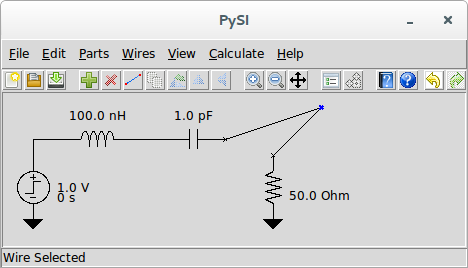 PySI
File Edit Parts Wires View Calculate Help
100.0 nH 1.0 pF
1.0 V
0 s
50.0 Ohm
Wire Selected